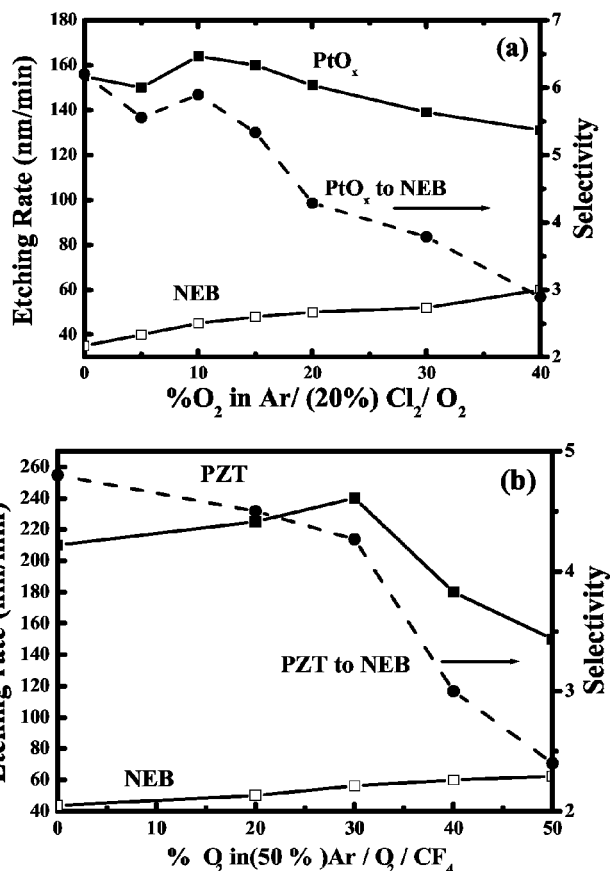 180
160
140
120
100
80
60
40
Etching Rate (nm/min)
7
6
5
4
3
2
Selectivity
(a)
PtOₓ
PtOₓ to NEB
NEB
0 10 20 30 40
%O₂ in Ar/ (20%) Cl₂/ O₂
260
240
220
200
180
160
140
120
100
80
60
40
5
4
3
2
Selectivity
(b)
PZT
PZT to NEB
NEB
0 10 20 30 40 50
% O₂ in(50 % )Ar / O₂ / CF₄